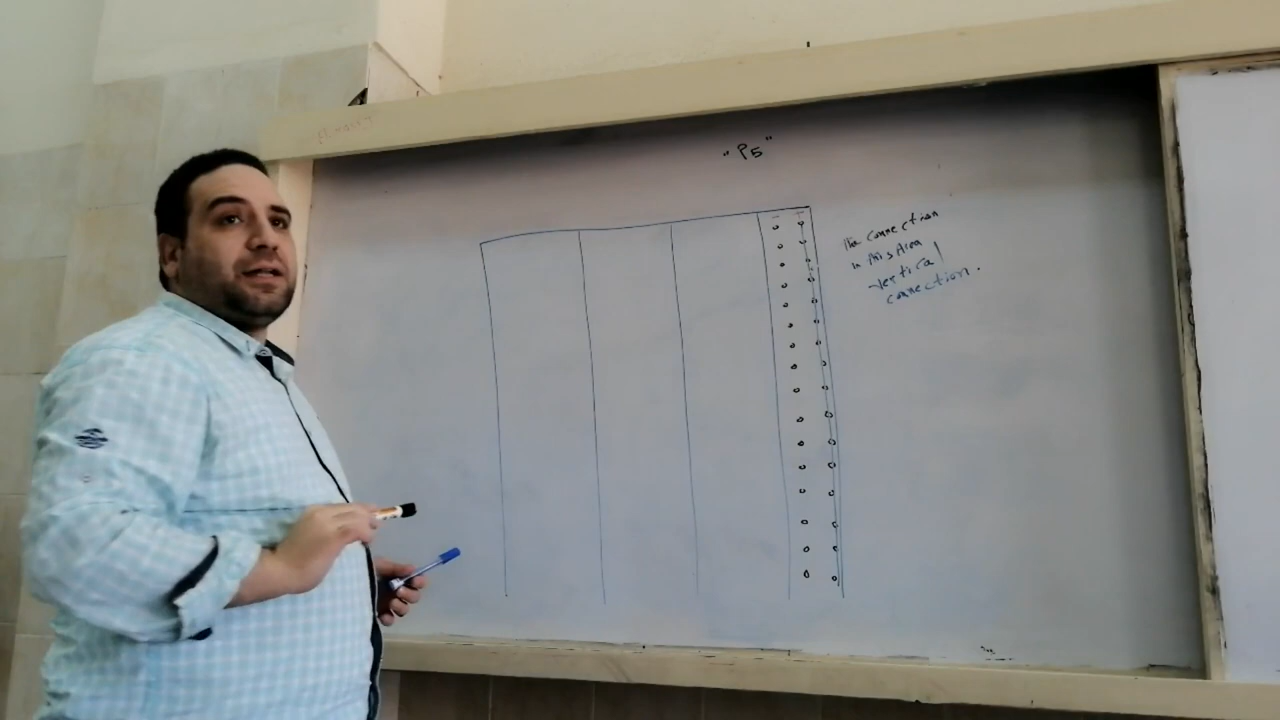 "P5"
The connection
in this Area
vertical
connection.